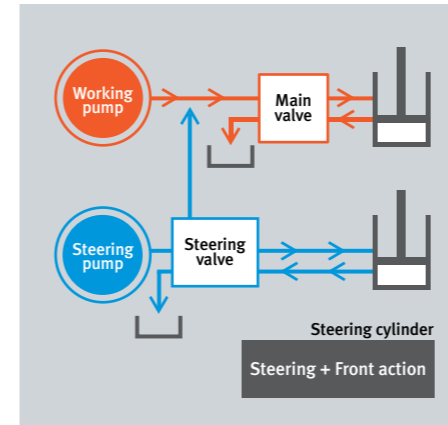 Working
pump
Main
valve
Steering
pump
Steering
valve
Steering cylinder
Steering + Front action